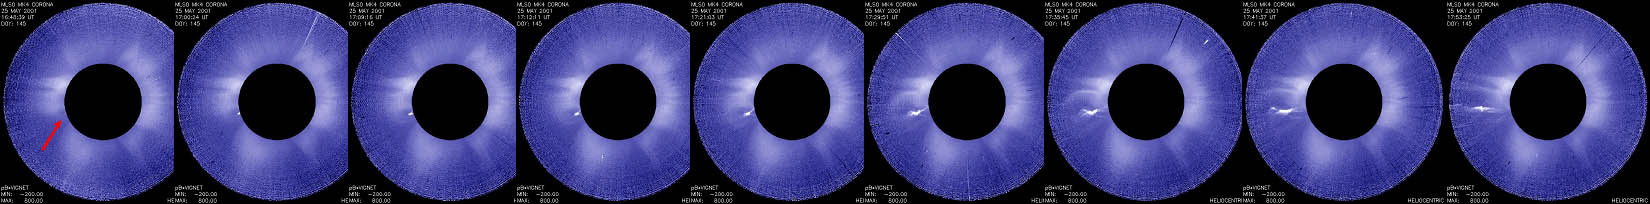 MLSO MK4 CORONA
25 MAY 2001
16:48:39 UT
DOY: 145
pB*VIGNET
MIN: -200.00
MAX: 800.00
MLSO MK4 CORONA
25 MAY 2001
17:00:24 UT
DOY: 145
pB*VIGNET
MIN: -200.00
HEMAX: 800.00
MLSO MK4 CORONA
25 MAY 2001
17:09:16 UT
DOY: 145
pB*VIGNET
MIN: -200.00
HEMAX: 800.00
MLSO MK4 CORONA
25 MAY 2001
17:12:11 UT
DOY: 145
pB*VIGNET
MIN: -200.00
MAX: 800.00
MLSO MK4 CORONA
25 MAY 2001
17:21:03 UT
DOY: 145
pB*VIGNET
MIN: -200.00
HEMAX: 800.00
MLSO MK4 CORONA
25 MAY 2001
17:29:51 UT
DOY: 145
pB*VIGNET
MIN: -200.00
MAX: 800.00
MLSO MK4 CORONA
25 MAY 2001
DOY: 145
pB*VIGNET
MIN: -200.00
MAX: 800.00
MLSO MK4 CORONA
25 MAY 2001
17:41:37 UT
DOY: 145
pB*VIGNET
MIN: -200.00
HELIOCENTRIMAX: 800.00
MLSO MK4 CORONA
25 MAY 2001
17:53:25 UT
DOY: 145
pB*VIGNET
MIN: -200.00
HELIOCENTRIC MAX: 800.00
HELIOCENTRIC